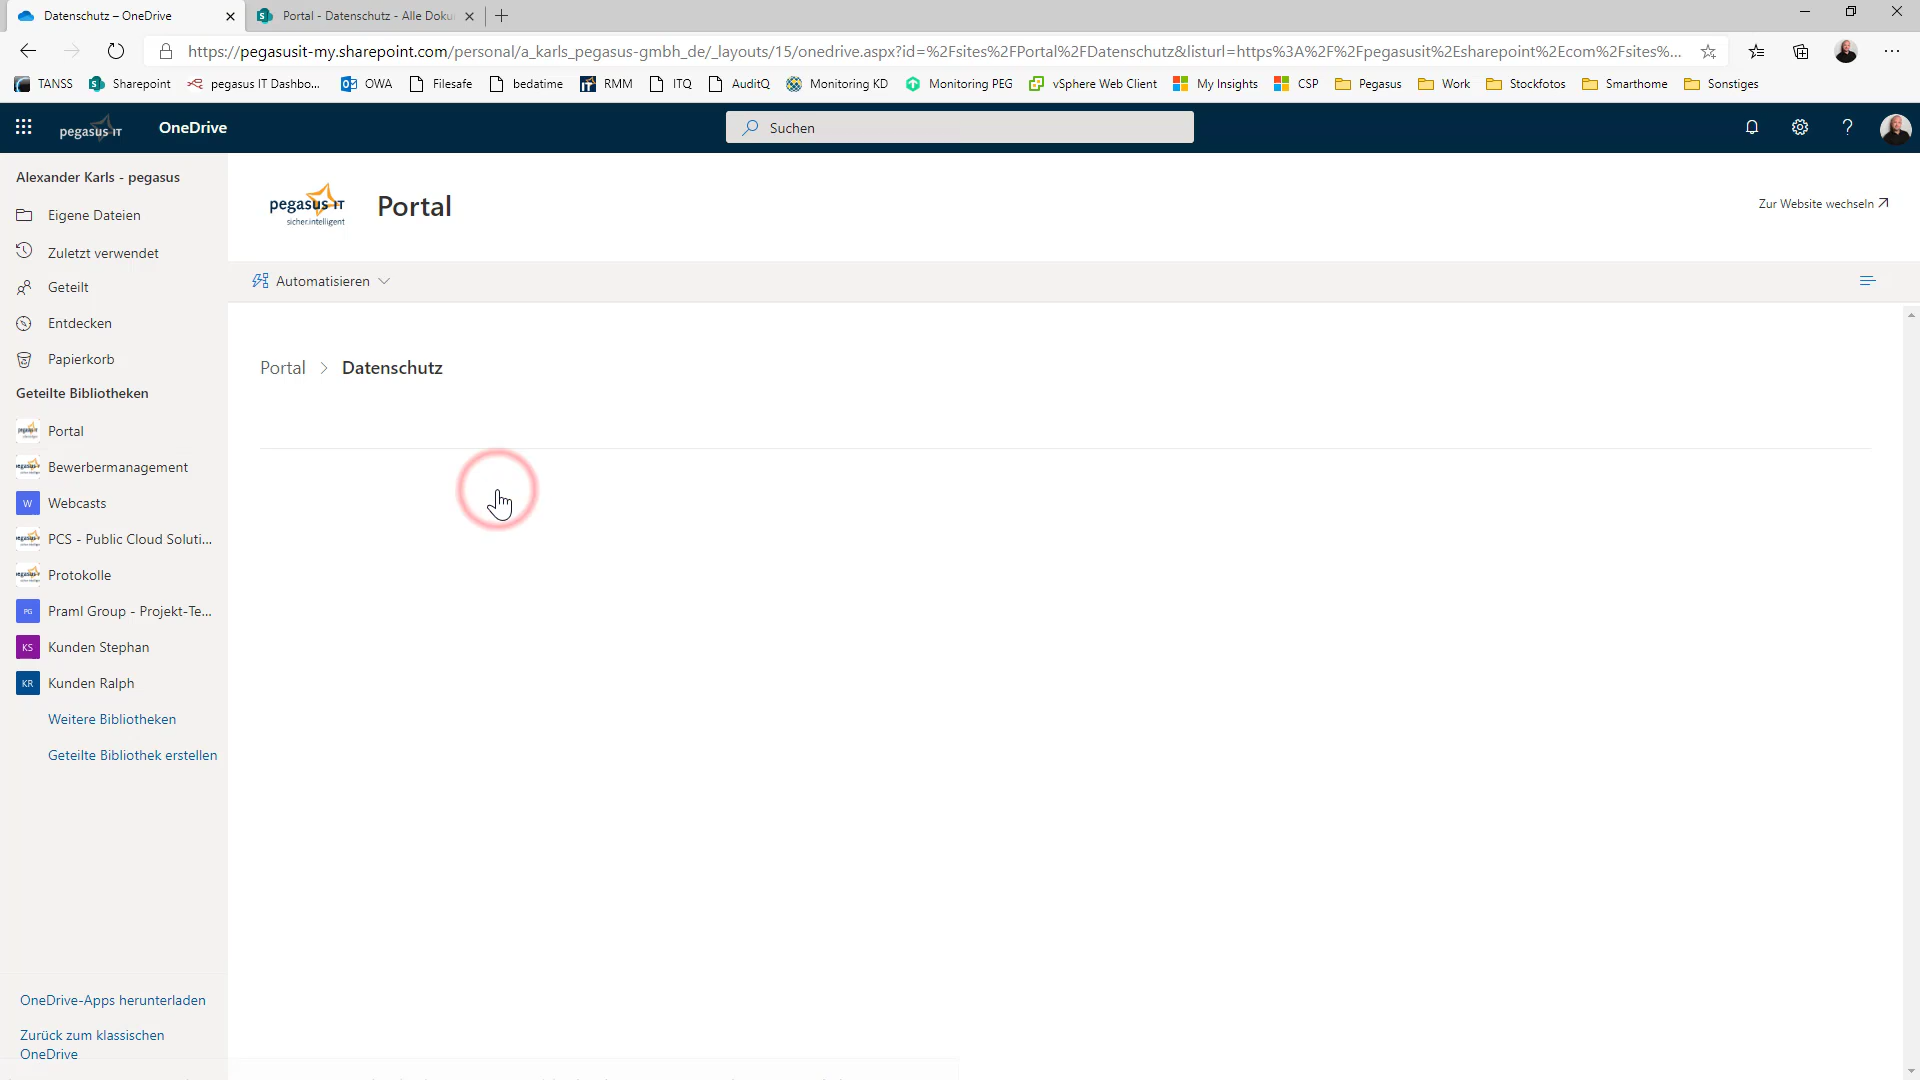 Datenschutz – OneDrive
Portal - Datenschutz - Alle Doku
https://pegasusit-my.sharepoint.com/personal/a_karls_pegasus-gmbh_de/_layouts/15/onedrive.aspx?id=%2Fsites%2FPortal%2FDatenschutz&listurl=https%3A%2F%2Fpegasusit%2Esharepoint%2Ecom%2Fsites%...
TANSS Sharepoint pegasus IT Dashbo... OWA Filesafe bedatime RMM ITQ AuditQ Monitoring KD Monitoring PEG vSphere Web Client My Insights CSP Pegasus Work Stockfotos Smarthome Sonstiges
pegasus IT
OneDrive
Suchen
Alexander Karls - pegasus
Eigene Dateien
Zuletzt verwendet
Geteilt
Entdecken
Papierkorb
Geteilte Bibliotheken
Portal
Bewerbermanagement
W Webcasts
PCS - Public Cloud Soluti...
Protokolle
PG Praml Group - Projekt-Te...
KS Kunden Stephan
KR Kunden Ralph
Weitere Bibliotheken
Geteilte Bibliothek erstellen
OneDrive-Apps herunterladen
Zurück zum klassischen
OneDrive
pegasus IT
sicher.intelligent
Portal
Zur Website wechseln
Automatisieren
Portal > Datenschutz